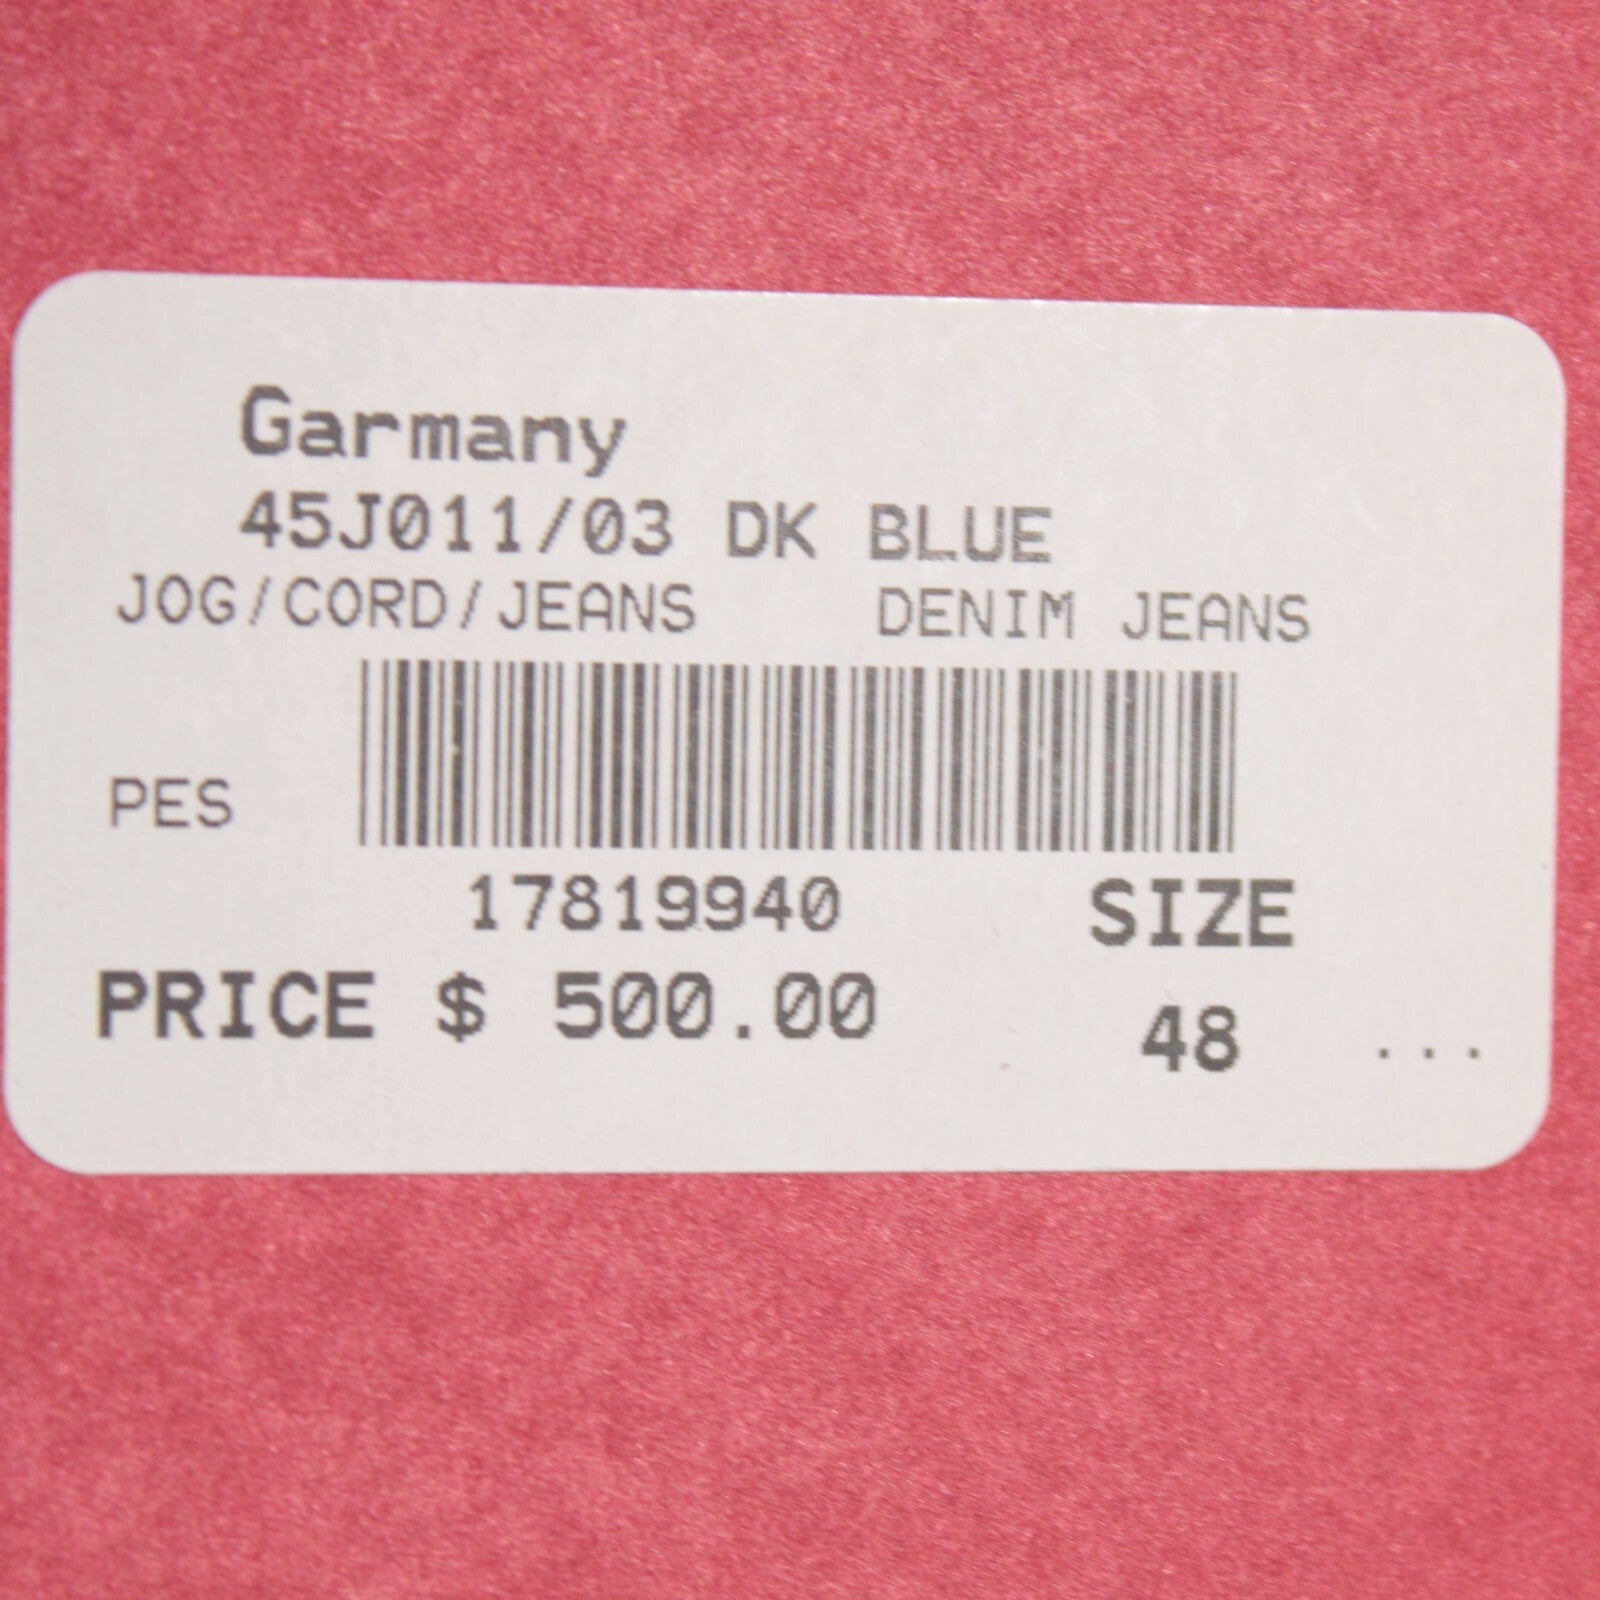 Garmany
45J011/03 DK BLUE
JOG/CORD/JEANS DENIM JEANS
PES
17819940 SIZE
PRICE $ 500.00 48 ...